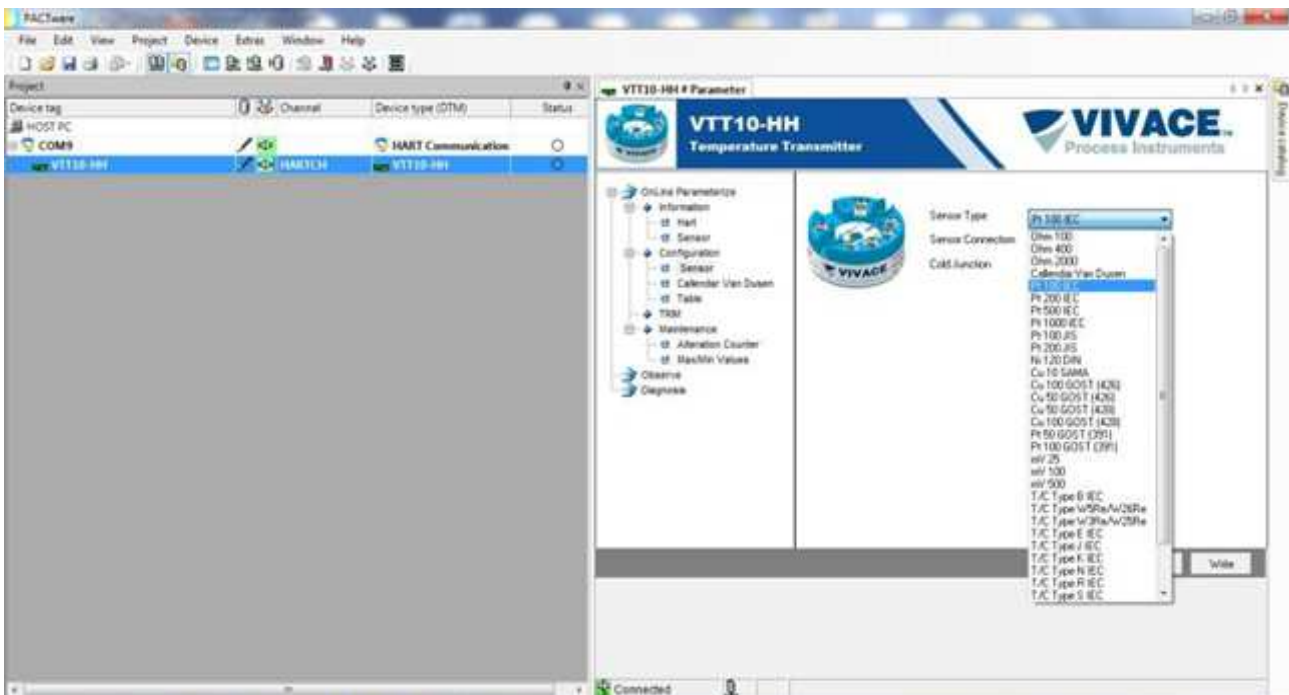 PACTware
File Edit View Project Device Extras Window Help
Project
Device tag Channel Device type (DTM) Status
HOST PC
COM9 HART Communication
VTT10-HH HARTCH VTT10-HH
VTT10-HH # Parameter
VTT10-HH
Temperature Transmitter
VIVACE
Process Instruments
Device catalog
OnLine Parameterize
Information
Hart
Sensor
Configuration
Sensor
Callendar Van Dusen
Table
TRM
Maintenance
Alteration Counter
Max/Min Values
Observe
Diagnosis
VIVACE
Sensor Type Pt 100 IEC
Sensor Connection
Cold Junction
Ohm 100
Ohm 400
Ohm 2000
Callendar Van Dusen
Pt 100 IEC
Pt 200 IEC
Pt 500 IEC
Pt 1000 IEC
Pt 100 JIS
Pt 200 JIS
Ni 120 DIN
Cu 10 SAMA
Cu 100 GOST (426)
Cu 50 GOST (426)
Cu 50 GOST (428)
Cu 100 GOST (428)
Pt 50 GOST (391)
Pt 100 GOST (391)
mV 25
mV 100
mV 500
T/C Type B IEC
T/C Type W5Re/W26Re
T/C Type W3Re/W25Re
T/C Type E IEC
T/C Type J IEC
T/C Type K IEC
T/C Type N IEC
T/C Type R IEC
T/C Type S IEC
Write
Connected